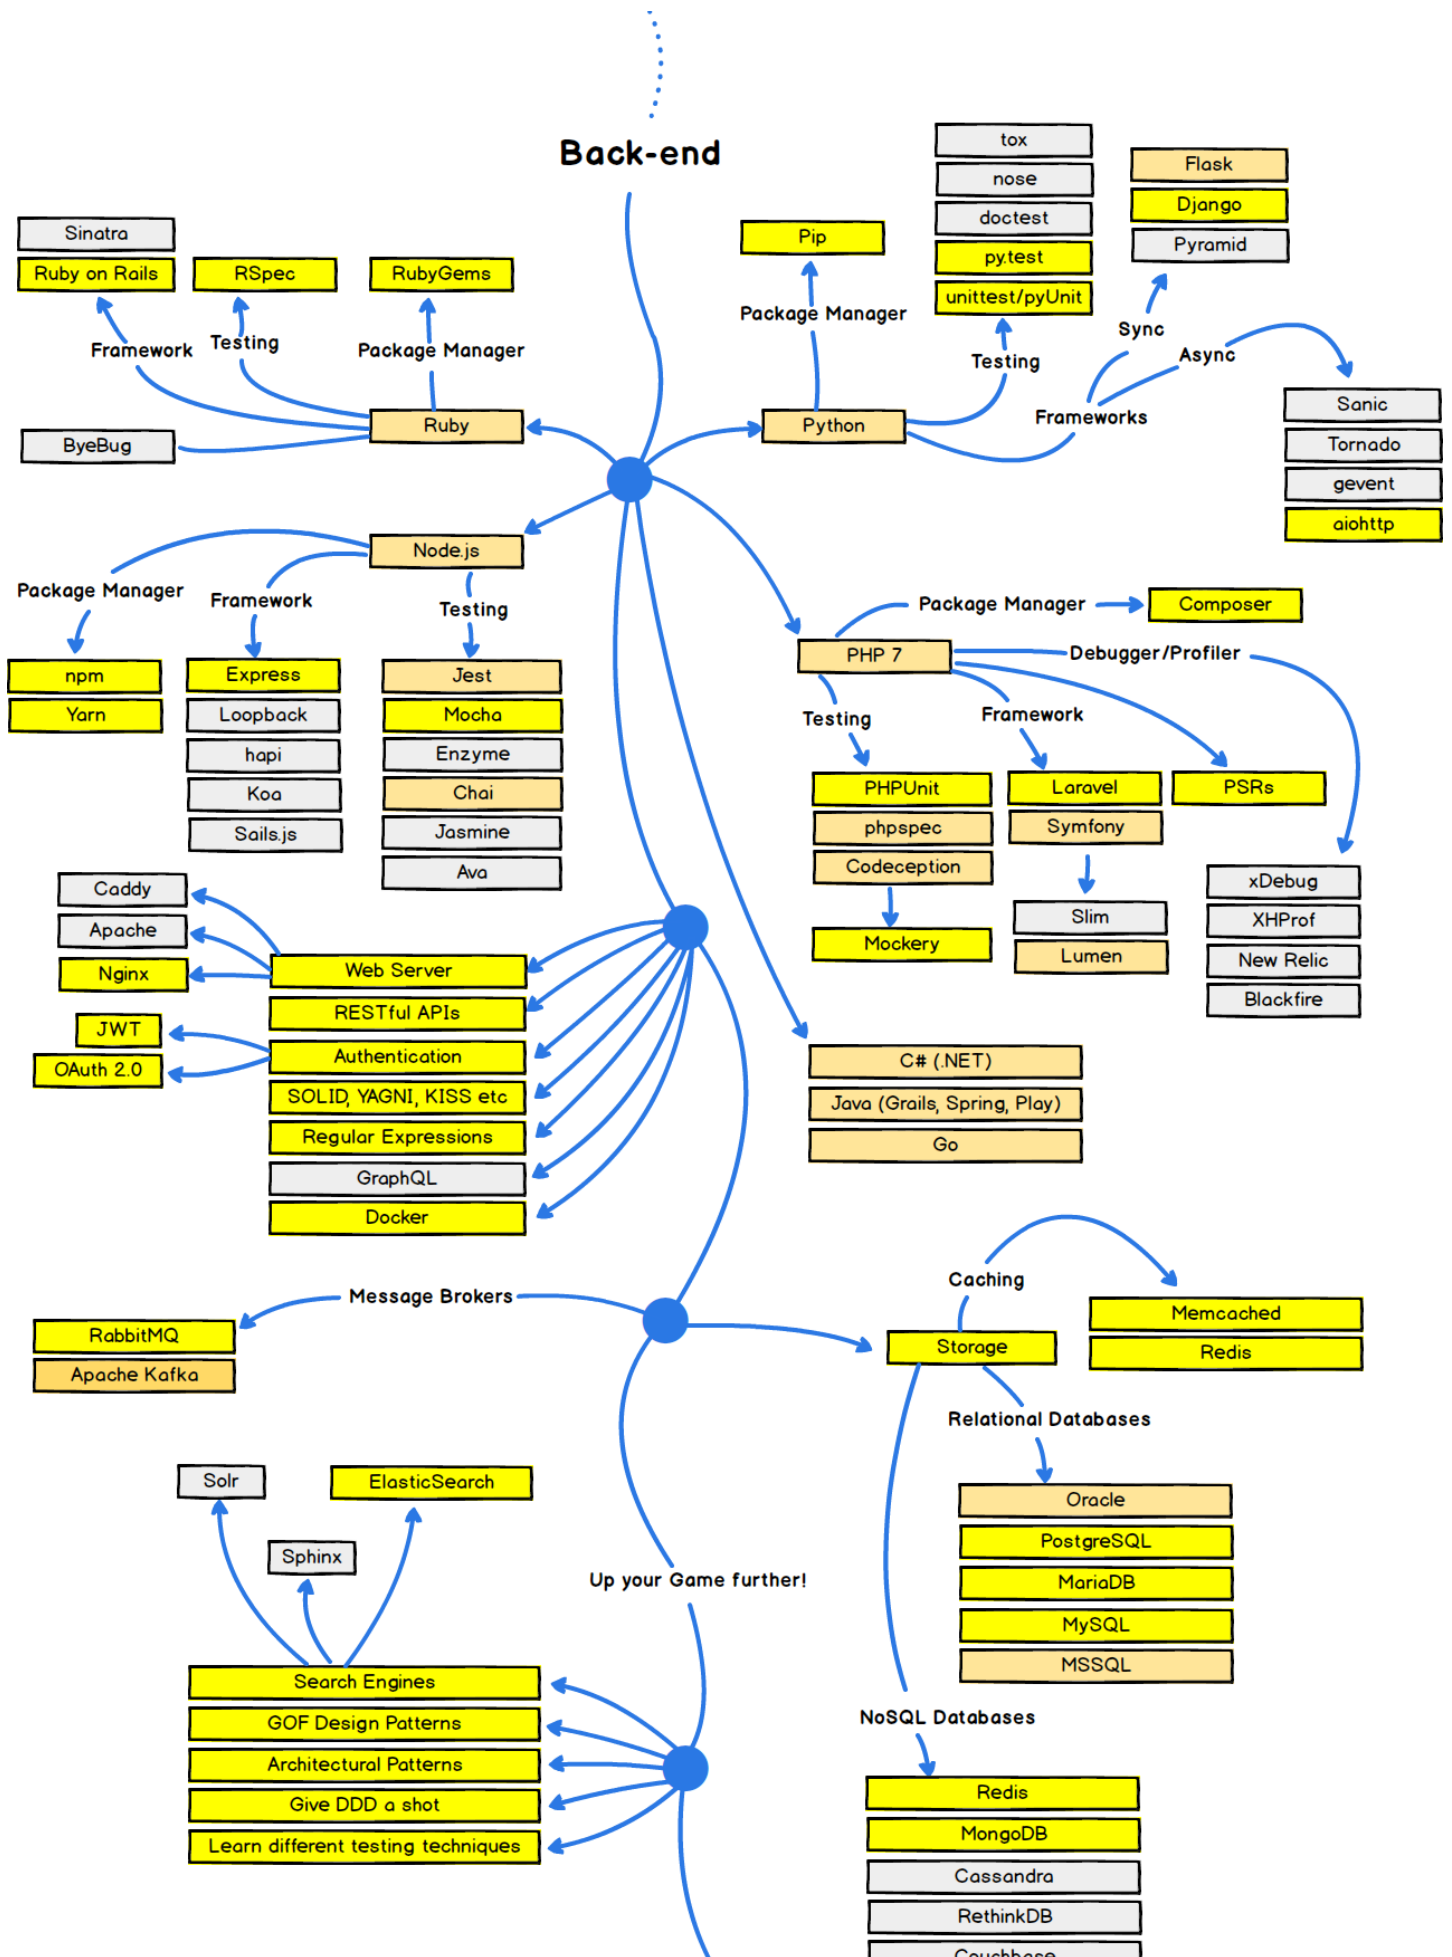 Back-end
Sinatra
Ruby on Rails
RSpec
RubyGems
Framework
Testing
Package Manager
Ruby
ByeBug
Pip
Package Manager
tox
nose
doctest
py.test
unittest/pyUnit
Testing
Flask
Django
Pyramid
Sync
Async
Frameworks
Python
Sanic
Tornado
gevent
aiohttp
Node.js
Package Manager
Framework
Testing
npm
Yarn
Express
Loopback
hapi
Koa
Sails.js
Jest
Mocha
Enzyme
Chai
Jasmine
Ava
Package Manager
Composer
PHP 7
Debugger/Profiler
Testing
Framework
PHPUnit
phpspec
Codeception
Mockery
Laravel
Symfony
Slim
Lumen
PSRs
xDebug
XHProf
New Relic
Blackfire
Caddy
Apache
Nginx
JWT
OAuth 2.0
Web Server
RESTful APIs
Authentication
SOLID, YAGNI, KISS etc
Regular Expressions
GraphQL
Docker
C# (.NET)
Java (Grails, Spring, Play)
Go
Message Brokers
RabbitMQ
Apache Kafka
Caching
Storage
Memcached
Redis
Relational Databases
Oracle
PostgreSQL
MariaDB
MySQL
MSSQL
Solr
ElasticSearch
Sphinx
Up your Game further!
Search Engines
GOF Design Patterns
Architectural Patterns
Give DDD a shot
Learn different testing techniques
NoSQL Databases
Redis
MongoDB
Cassandra
RethinkDB
Couchbase